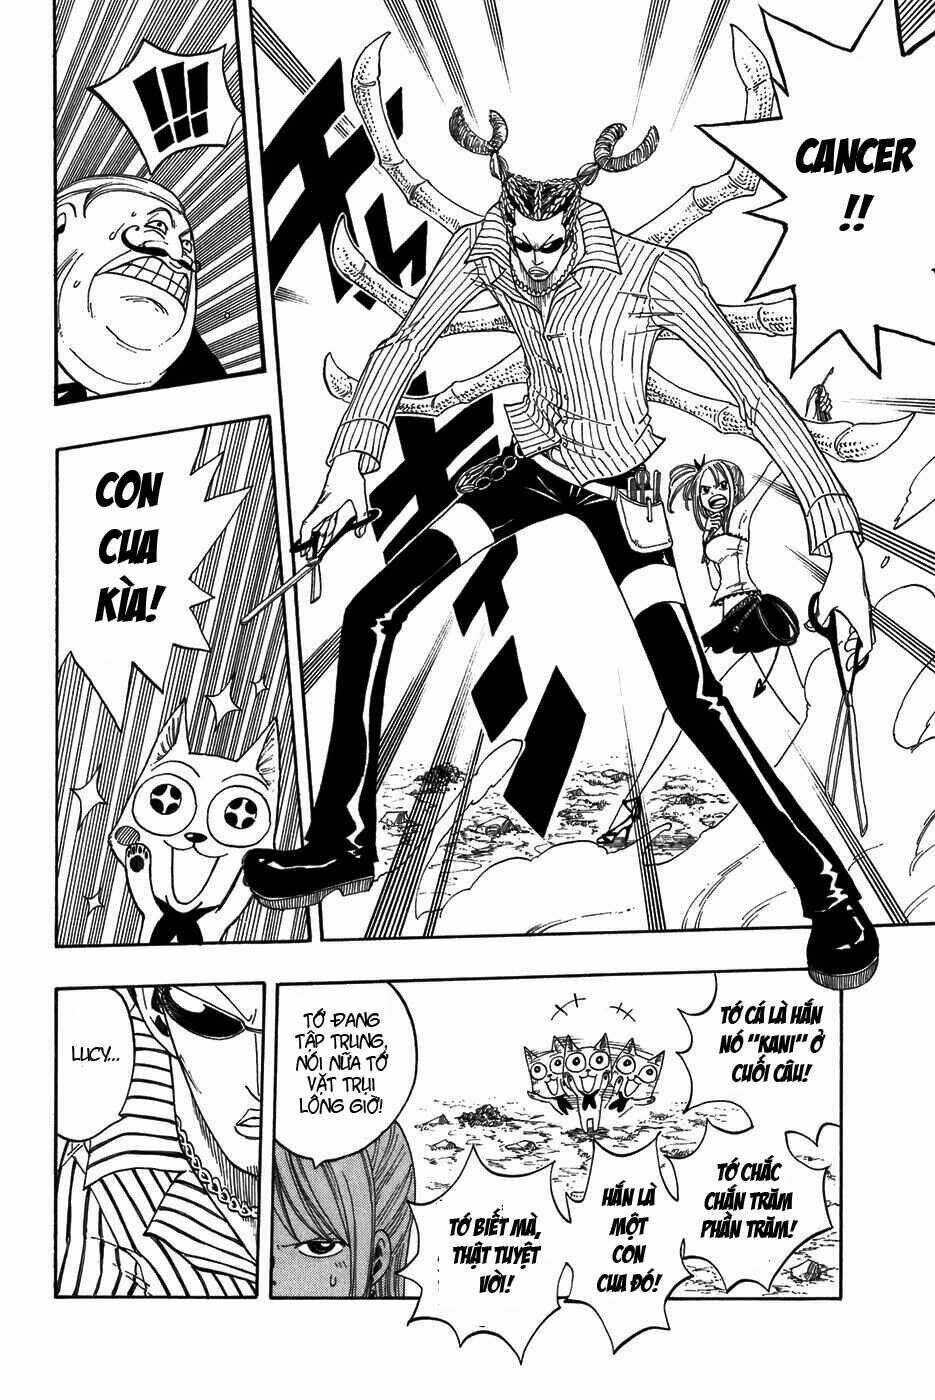 CANCER
!!
!!!
CON
CUA
KÌA!
TỚ CÁ LÀ HẮN
NÓ "KANI" Ở
CUỐI CÂU!
TỚ CHẮC
CHẮN TRĂM
PHẦN TRĂM!
HẮN LÀ
MỘT
CON
CUA ĐÓ!
TỚ BIẾT MÀ,
THẬT TUYỆT
VỜI!
TỚ ĐANG
TẬP TRUNG,
NÓI NỮA TỚ
VẶT TRỤI
LÔNG GIỜ!
LUCY...